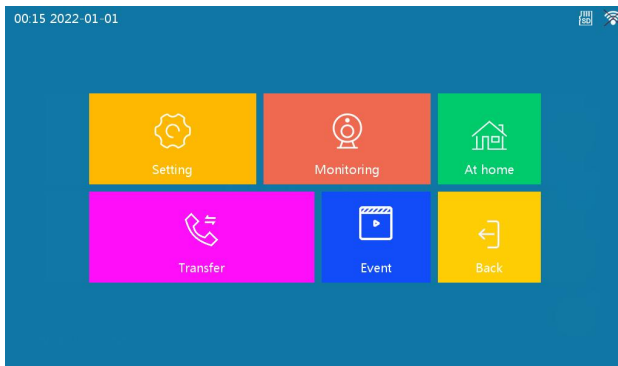 00:15 2022-01-01
SD
Setting
Monitoring
At home
Transfer
Event
Back